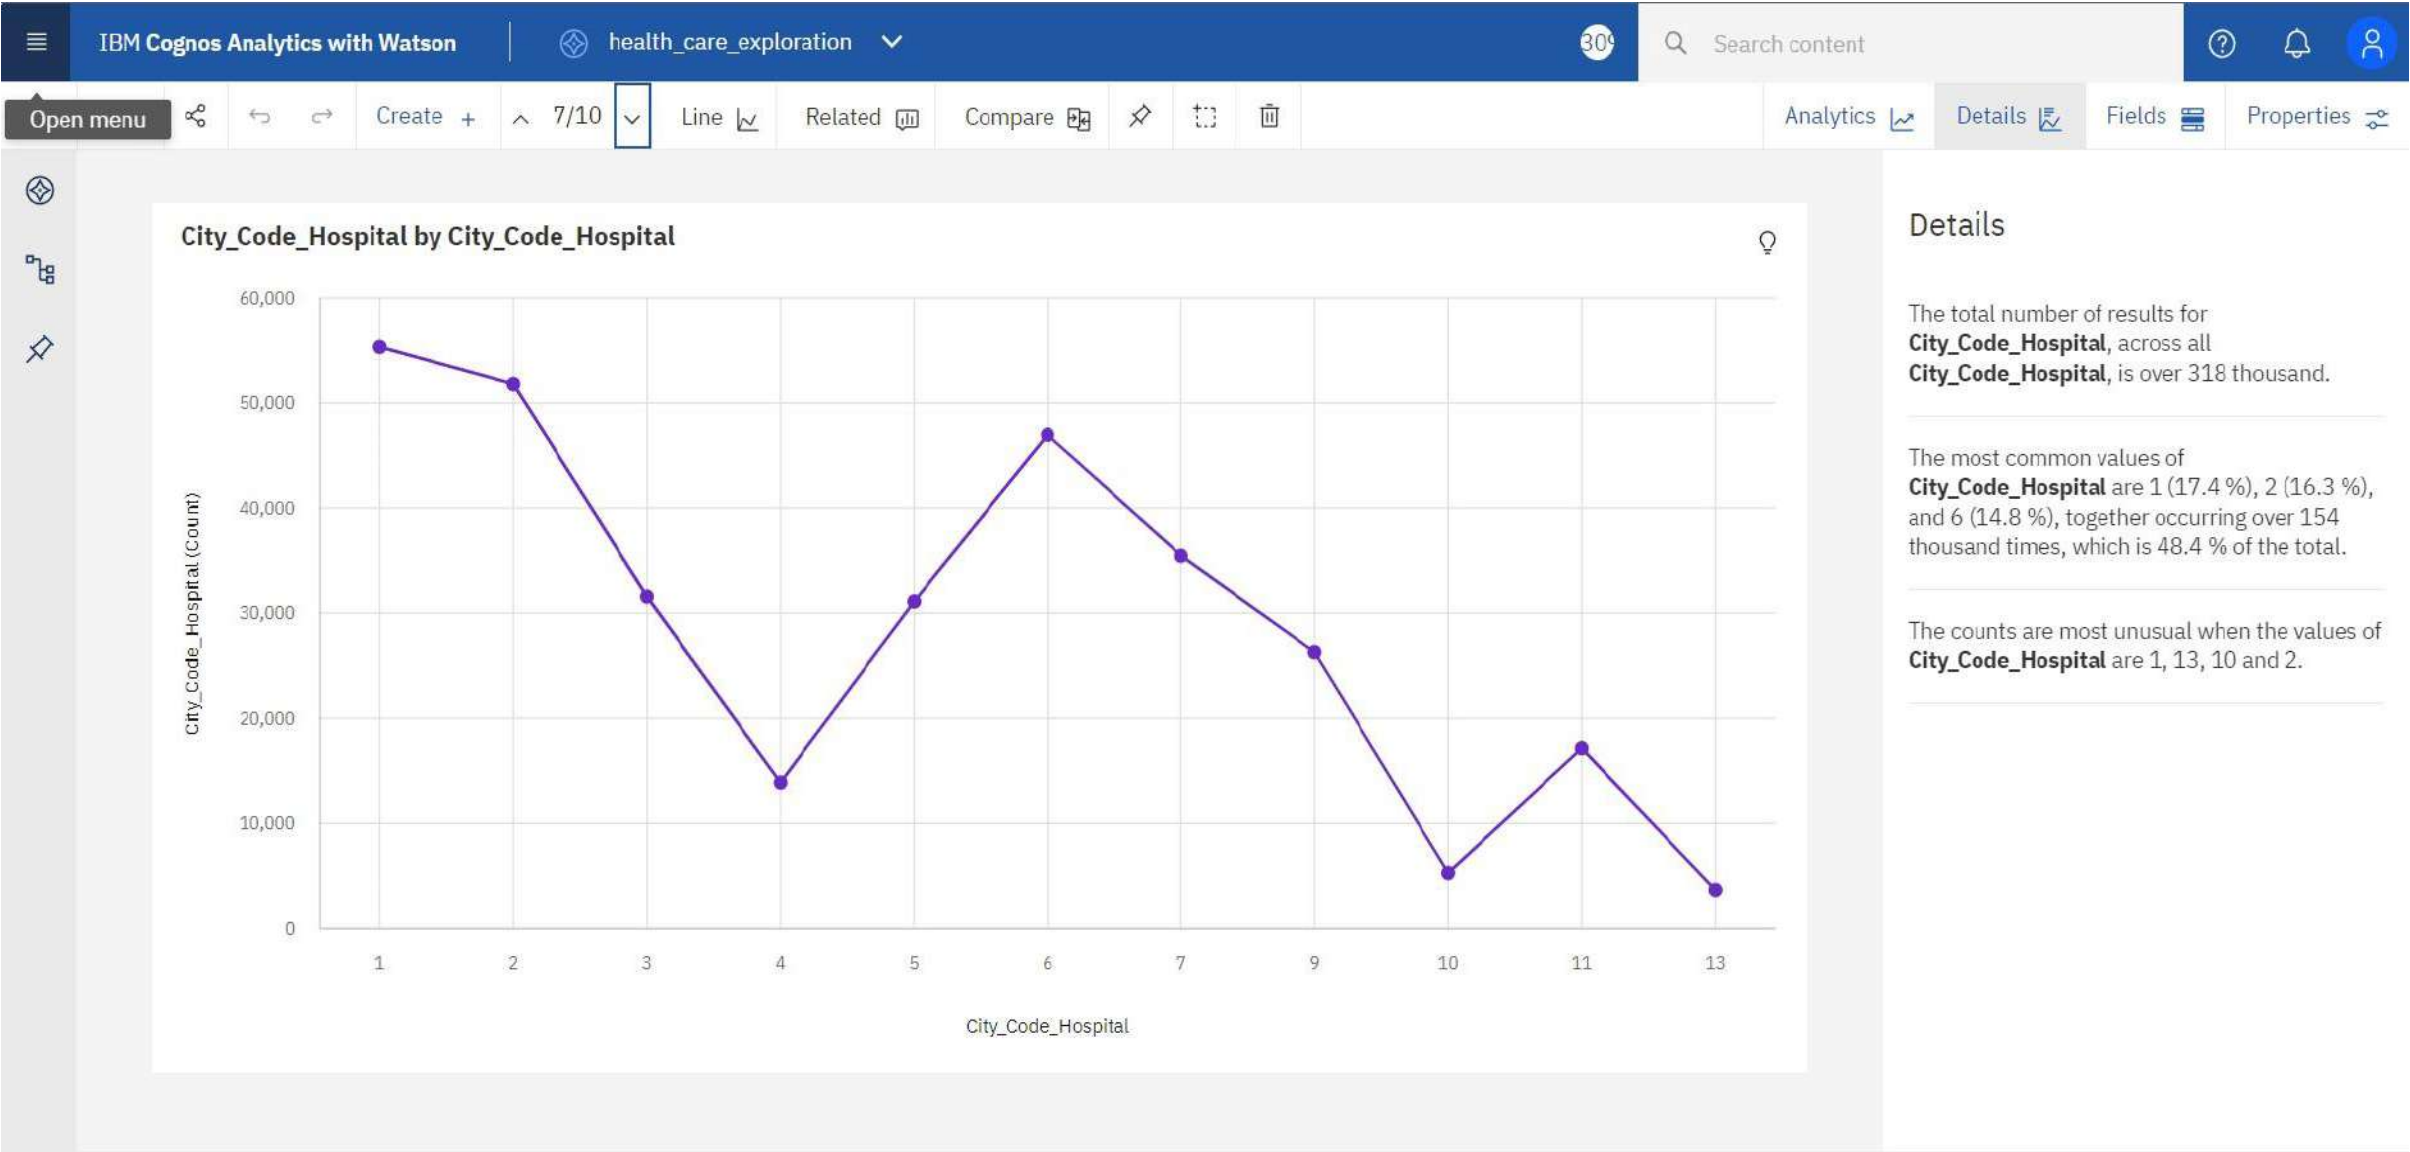 IBM Cognos Analytics with Watson
health_care_exploration
Search content
Open menu
Create +
7/10
Line
Related
Compare
Analytics
Details
Fields
Properties
City_Code_Hospital by City_Code_Hospital
60,000
50,000
40,000
30,000
20,000
10,000
0
City_Code_Hospital (Count)
1 2 3 4 5 6 7 9 10 11 13
City_Code_Hospital
Details
The total number of results for
City_Code_Hospital, across all
City_Code_Hospital, is over 318 thousand.
The most common values of
City_Code_Hospital are 1 (17.4 %), 2 (16.3 %),
and 6 (14.8 %), together occurring over 154
thousand times, which is 48.4 % of the total.
The counts are most unusual when the values of
City_Code_Hospital are 1, 13, 10 and 2.